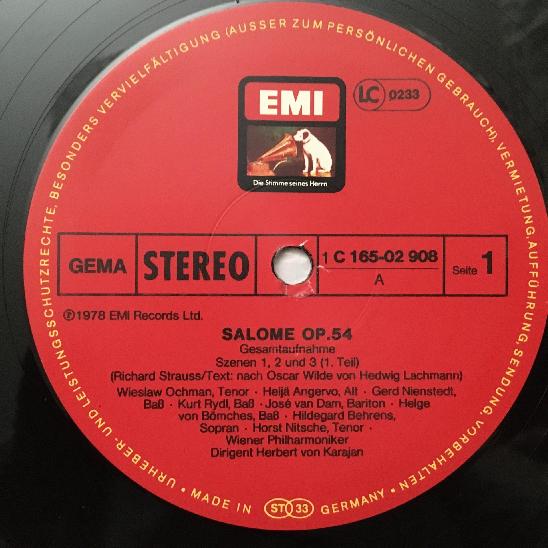 URHEBER- UND LEISTUNGSSCHUTZRECHTE, BESONDERS VERVIELFÄLTIGUNG (AUSSER ZUM PERSÖNLICHEN GEBRAUCH), VERMIETUNG, AUFFÜHRUNG, SENDUNG, VORBEHALTEN •
EMI
LC 0233
Die Stimme seines Herrn
GEMA
STEREO
1 C 165-02 908
A
Seite 1
Ⓟ1978 EMI Records Ltd.
SALOME OP.54
Gesamtaufnahme
Szenen 1, 2 und 3 (1. Teil)
(Richard Strauss/Text: nach Oscar Wilde von Hedwig Lachmann)
Wieslaw Ochman, Tenor · Heljä Angervo, Alt · Gerd Nienstedt,
Baß · Kurt Rydl, Baß · José van Dam, Bariton · Helge
von Bömches, Baß · Hildegard Behrens,
Sopran · Horst Nitsche, Tenor ·
Wiener Philharmoniker
Dirigent Herbert von Karajan
• MADE IN ST 33 GERMANY •